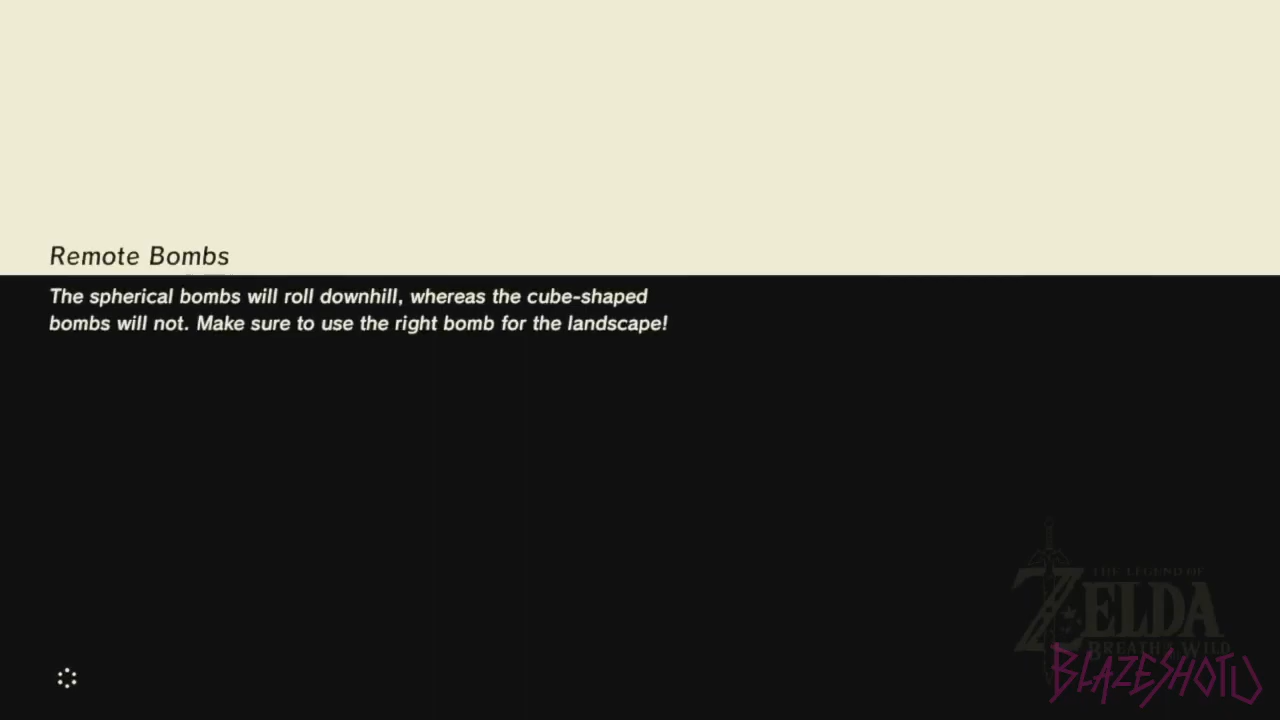 Remote Bombs
The spherical bombs will roll downhill, whereas the cube-shaped
bombs will not. Make sure to use the right bomb for the landscape!
THE LEGEND OF
ZELDA
BREATH OF THE WILD
BLAZESHOTU